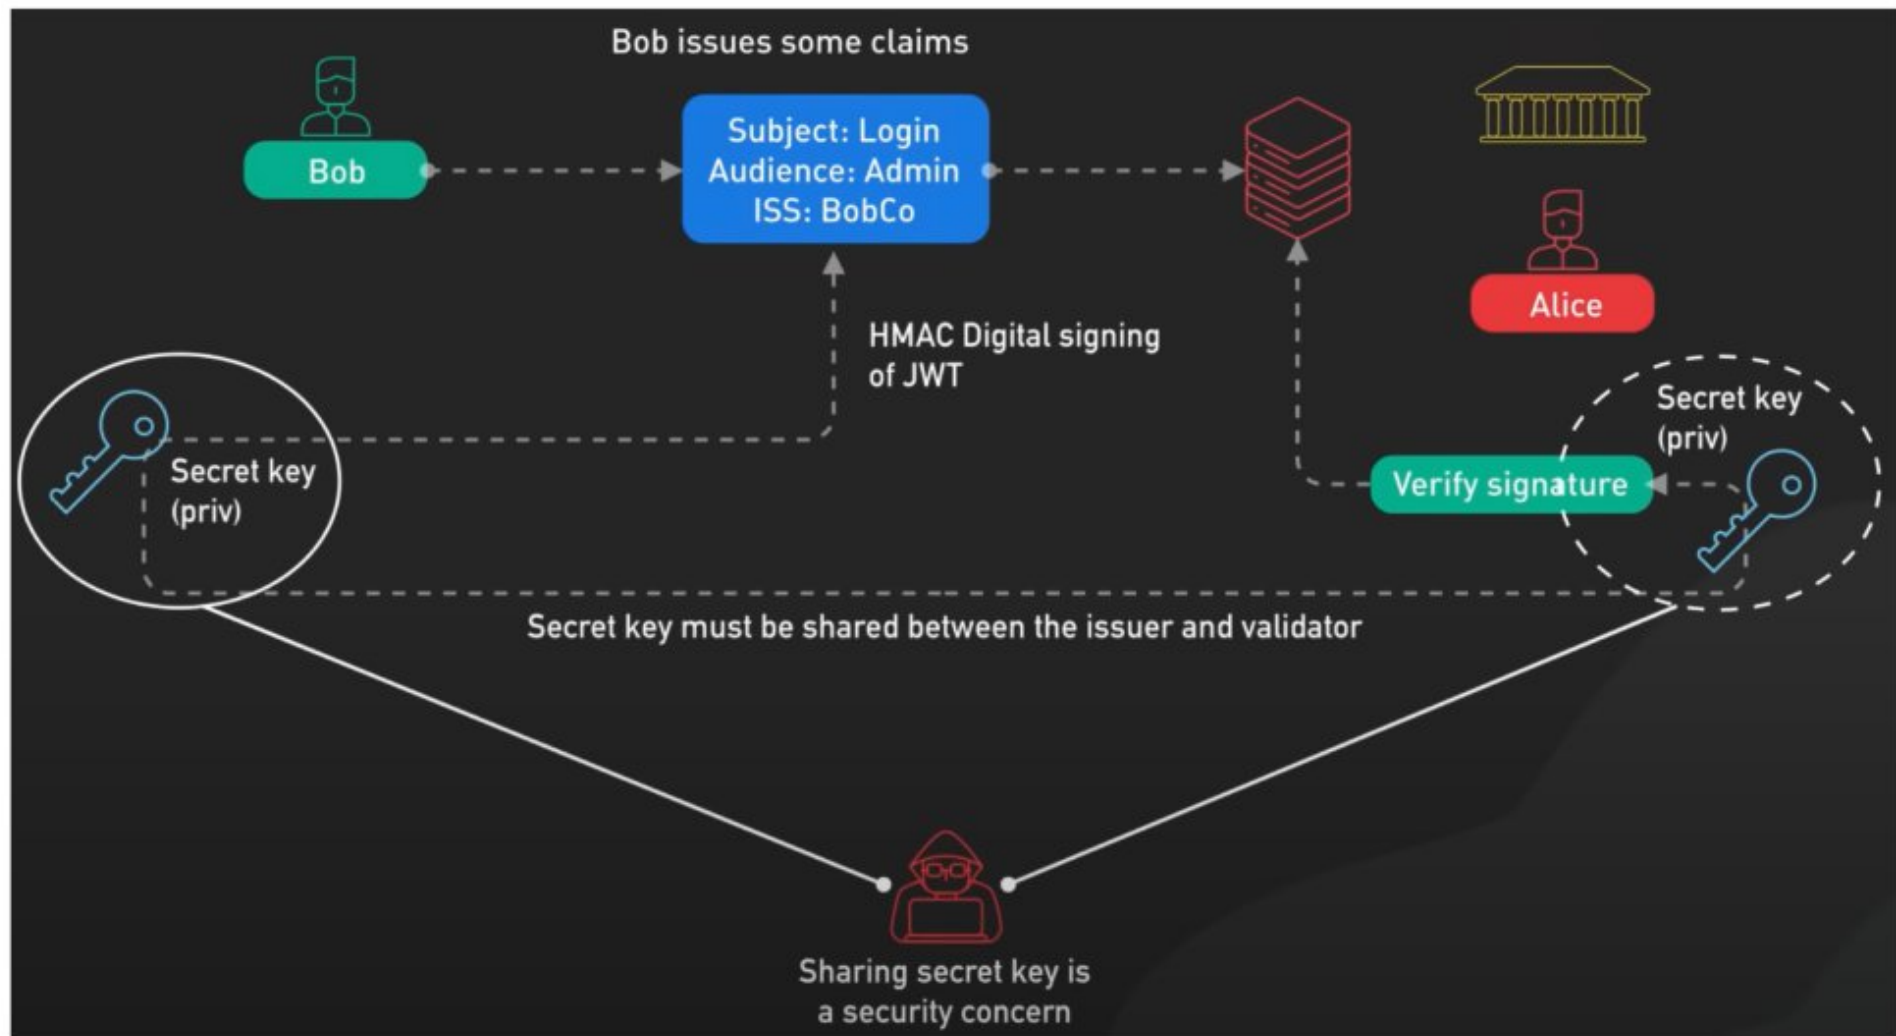 Bob issues some claims
Bob
Subject: Login
Audience: Admin
ISS: BobCo
Alice
HMAC Digital signing
of JWT
Secret key
(priv)
Secret key
(priv)
Verify signature
Secret key must be shared between the issuer and validator
Sharing secret key is
a security concern